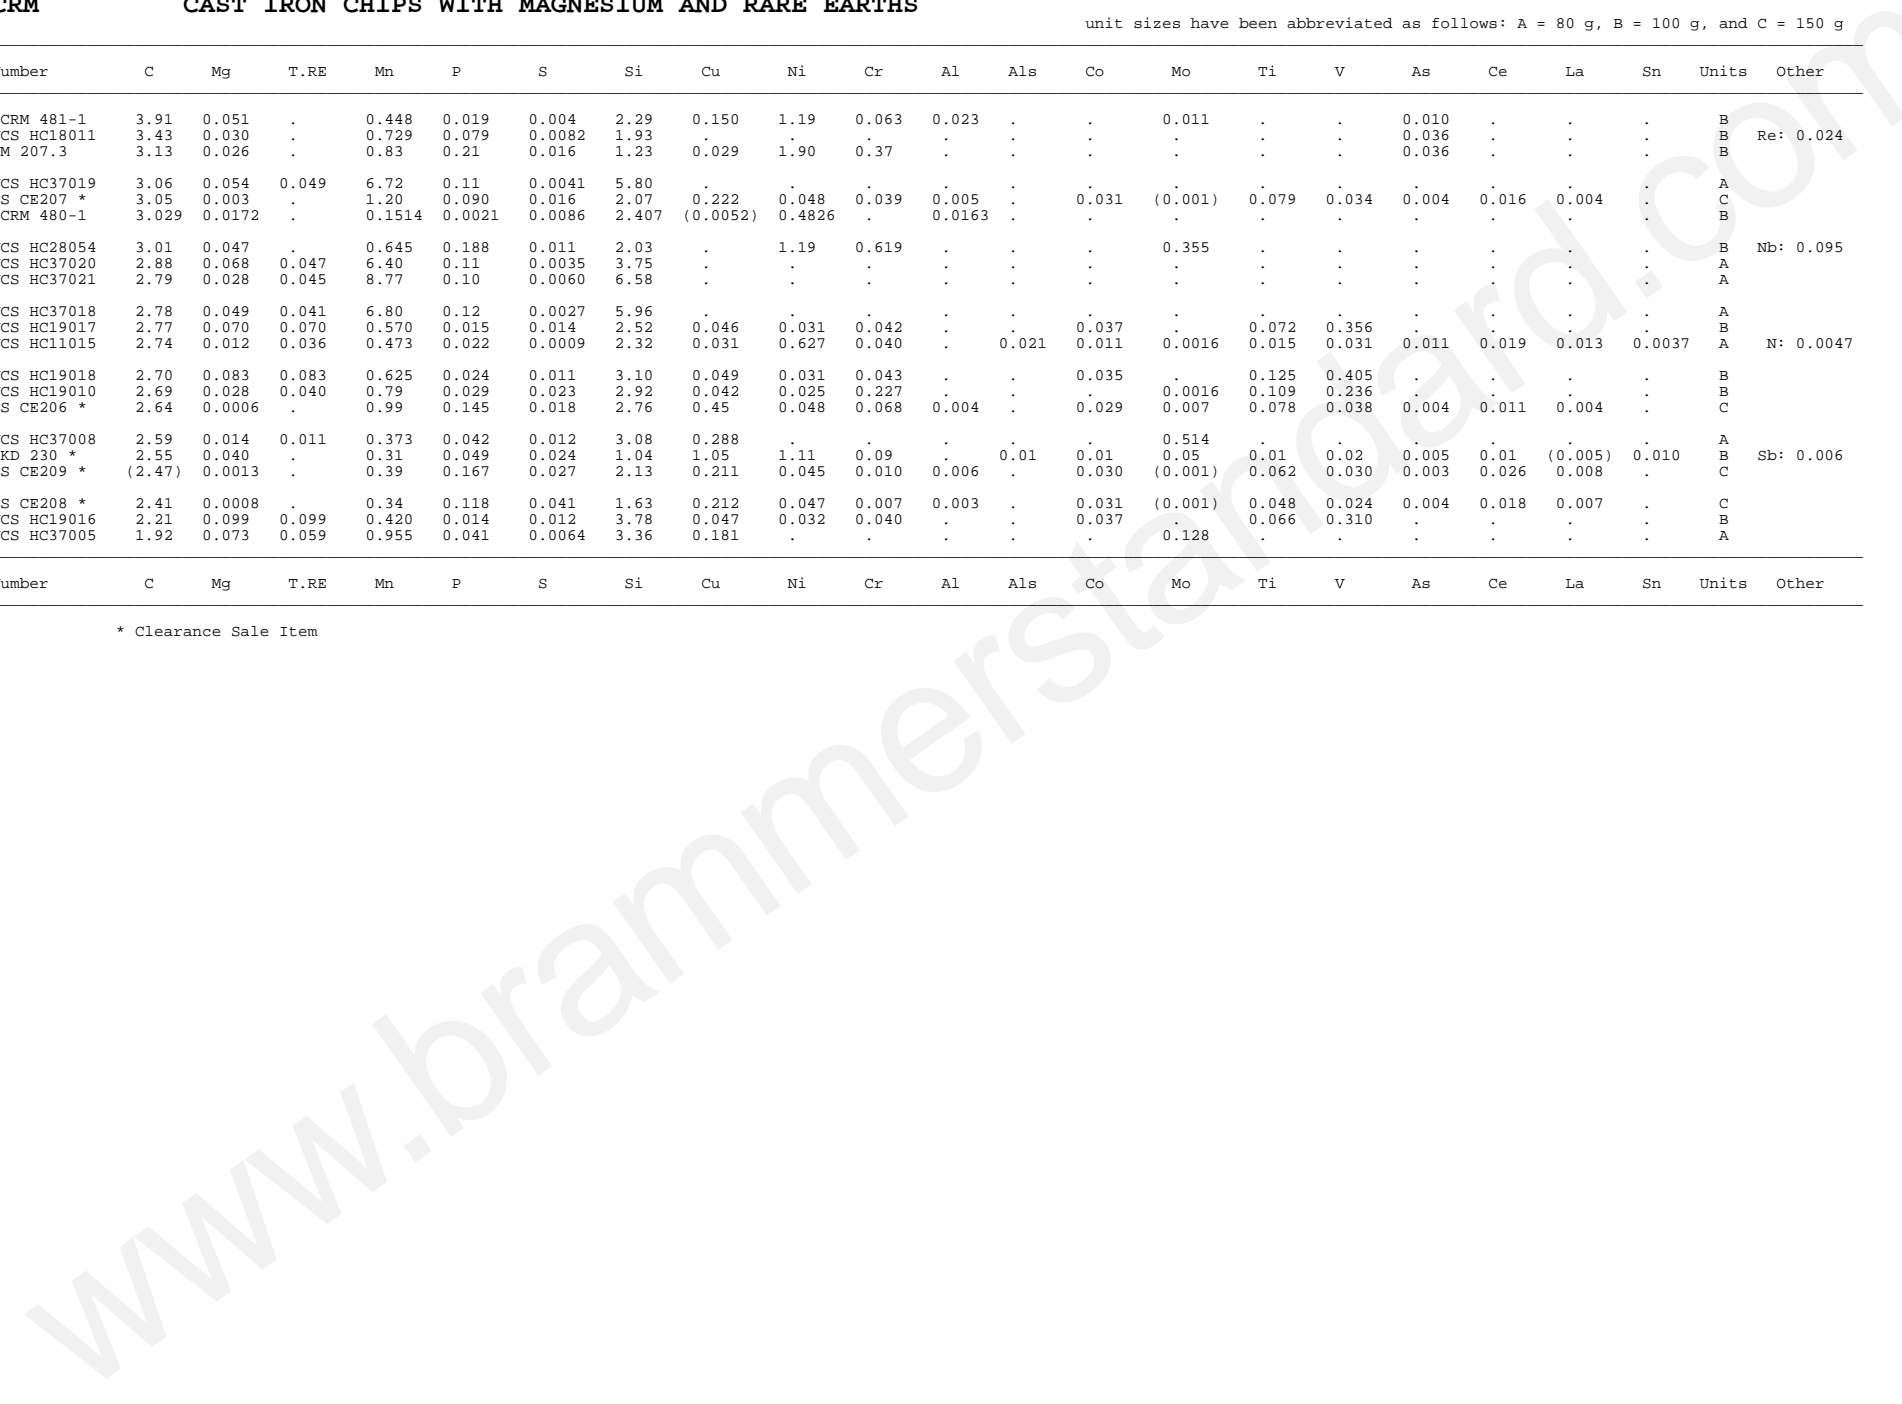 CRM CAST IRON CHIPS WITH MAGNESIUM AND RARE EARTHS
unit sizes have been abbreviated as follows: A = 80 g, B = 100 g, and C = 150 g
umber C Mg T.RE Mn P S Si Cu Ni Cr Al Als Co Mo Ti V As Ce La Sn Units Other
CRM 481-1 3.91 0.051 . 0.448 0.019 0.004 2.29 0.150 1.19 0.063 0.023 . . 0.011 . . 0.010 . . . B
CS HC18011 3.43 0.030 . 0.729 0.079 0.0082 1.93 . . . . . . . . . 0.036 . . . B Re: 0.024
M 207.3 3.13 0.026 . 0.83 0.21 0.016 1.23 0.029 1.90 0.37 . . . . . . 0.036 . . . B
CS HC37019 3.06 0.054 0.049 6.72 0.11 0.0041 5.80 . . . . . . . . . . . . . A
S CE207 * 3.05 0.003 . 1.20 0.090 0.016 2.07 0.222 0.048 0.039 0.005 . 0.031 (0.001) 0.079 0.034 0.004 0.016 0.004 . C
CRM 480-1 3.029 0.0172 . 0.1514 0.0021 0.0086 2.407 (0.0052) 0.4826 . 0.0163 . . . . . . . . . B
CS HC28054 3.01 0.047 . 0.645 0.188 0.011 2.03 . 1.19 0.619 . . . 0.355 . . . . . . B Nb: 0.095
CS HC37020 2.88 0.068 0.047 6.40 0.11 0.0035 3.75 . . . . . . . . . . . . . A
CS HC37021 2.79 0.028 0.045 8.77 0.10 0.0060 6.58 . . . . . . . . . . . . . A
CS HC37018 2.78 0.049 0.041 6.80 0.12 0.0027 5.96 . . . . . . . . . . . . . A
CS HC19017 2.77 0.070 0.070 0.570 0.015 0.014 2.52 0.046 0.031 0.042 . . 0.037 . 0.072 0.356 . . . . B
CS HC11015 2.74 0.012 0.036 0.473 0.022 0.0009 2.32 0.031 0.627 0.040 . 0.021 0.011 0.0016 0.015 0.031 0.011 0.019 0.013 0.0037 A N: 0.0047
CS HC19018 2.70 0.083 0.083 0.625 0.024 0.011 3.10 0.049 0.031 0.043 . . 0.035 . 0.125 0.405 . . . . B
CS HC19010 2.69 0.028 0.040 0.79 0.029 0.023 2.92 0.042 0.025 0.227 . . . 0.0016 0.109 0.236 . . . . B
S CE206 * 2.64 0.0006 . 0.99 0.145 0.018 2.76 0.45 0.048 0.068 0.004 . 0.029 0.007 0.078 0.038 0.004 0.011 0.004 . C
CS HC37008 2.59 0.014 0.011 0.373 0.042 0.012 3.08 0.288 . . . . . 0.514 . . . . . . A
KD 230 * 2.55 0.040 . 0.31 0.049 0.024 1.04 1.05 1.11 0.09 . 0.01 0.01 0.05 0.01 0.02 0.005 0.01 (0.005) 0.010 B Sb: 0.006
S CE209 * (2.47) 0.0013 . 0.39 0.167 0.027 2.13 0.211 0.045 0.010 0.006 . 0.030 (0.001) 0.062 0.030 0.003 0.026 0.008 . C
S CE208 * 2.41 0.0008 . 0.34 0.118 0.041 1.63 0.212 0.047 0.007 0.003 . 0.031 (0.001) 0.048 0.024 0.004 0.018 0.007 . C
CS HC19016 2.21 0.099 0.099 0.420 0.014 0.012 3.78 0.047 0.032 0.040 . . 0.037 . 0.066 0.310 . . . . B
CS HC37005 1.92 0.073 0.059 0.955 0.041 0.0064 3.36 0.181 . . . . . 0.128 . . . . . . A
umber C Mg T.RE Mn P S Si Cu Ni Cr Al Als Co Mo Ti V As Ce La Sn Units Other
* Clearance Sale Item
www.brammerstandard.com